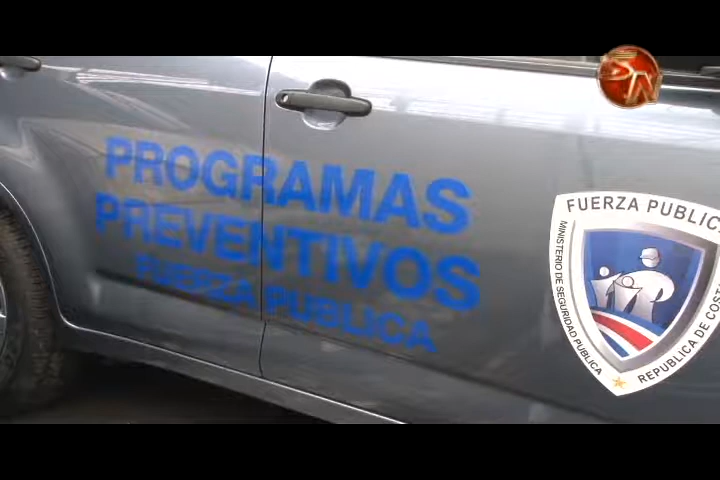 PROGRAMAS
PREVENTIVOS
FUERZA PUBLICA
FUERZA PUBLIC
MINISTERIO DE SEGURIDAD PUBLICA
REPUBLICA DE COST